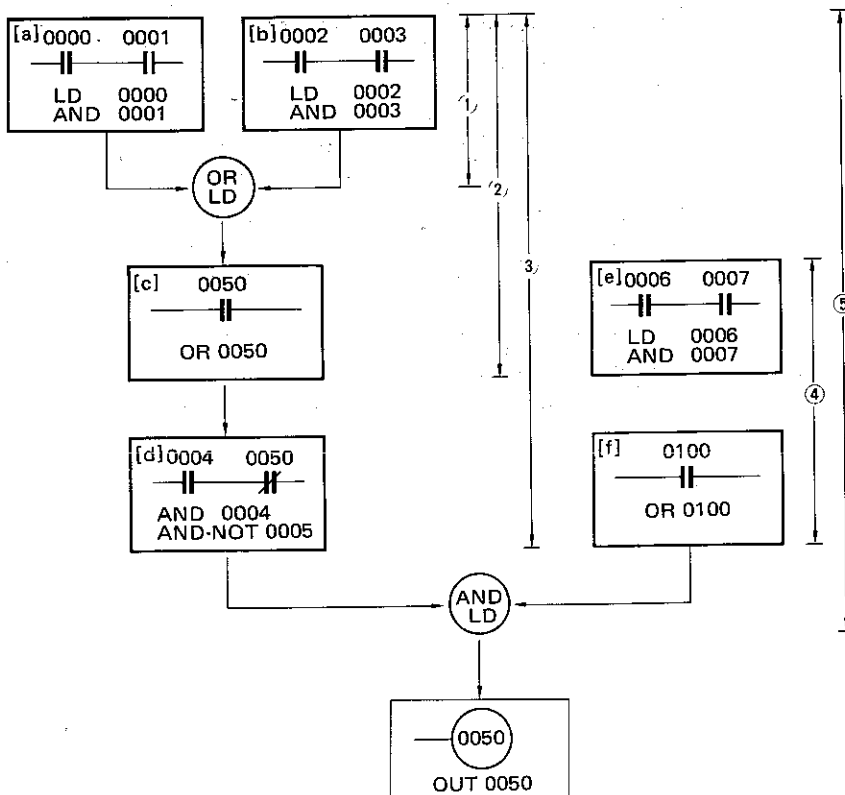 [a] 0000 0001
LD 0000
AND 0001
[b] 0002 0003
LD 0002
AND 0003
(1)
(2)
3)
OR
LD
[c] 0050
OR 0050
[e] 0006 0007
LD 0006
AND 0007
④
⑤
[d] 0004 0050
AND 0004
AND-NOT 0005
[f] 0100
OR 0100
AND
LD
0050
OUT 0050